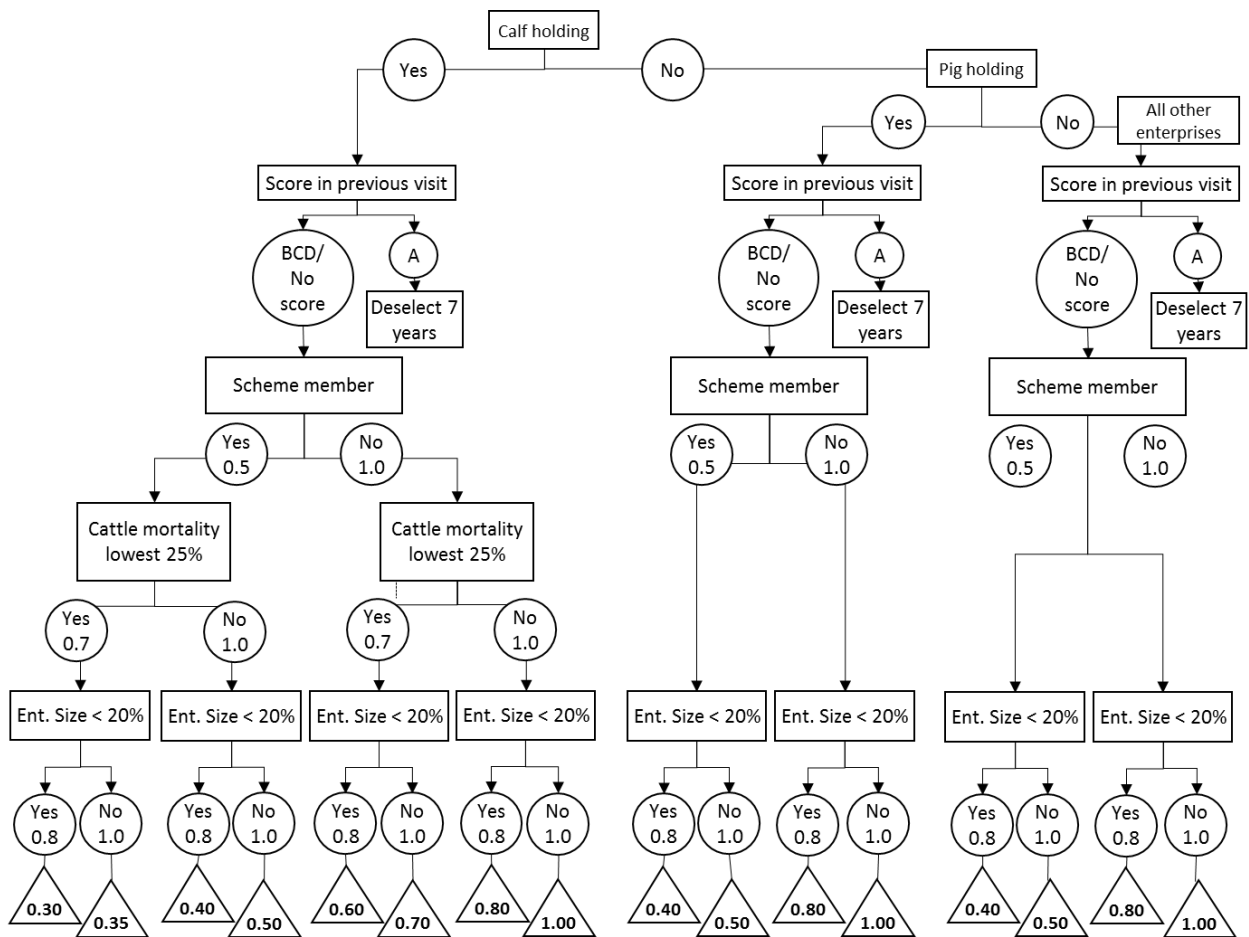 Calf holding
Yes
No
Pig holding
Yes
No
All other
enterprises
Score in previous visit
Score in previous visit
Score in previous visit
BCD/
No
score
A
BCD/
No
score
A
BCD/
No
score
A
Deselect 7
years
Deselect 7
years
Deselect 7
years
Scheme member
Scheme member
Scheme member
Yes
0.5
No
1.0
Yes
0.5
No
1.0
Yes
0.5
No
1.0
Cattle mortality
lowest 25%
Cattle mortality
lowest 25%
Yes
0.7
No
1.0
Yes
0.7
No
1.0
Ent. Size < 20%
Ent. Size < 20%
Ent. Size < 20%
Ent. Size < 20%
Ent. Size < 20%
Ent. Size < 20%
Ent. Size < 20%
Ent. Size < 20%
Yes
0.8
No
1.0
Yes
0.8
No
1.0
Yes
0.8
No
1.0
Yes
0.8
No
1.0
Yes
0.8
No
1.0
Yes
0.8
No
1.0
Yes
0.8
No
1.0
Yes
0.8
No
1.0
0.30
0.35
0.40
0.50
0.60
0.70
0.80
1.00
0.40
0.50
0.80
1.00
0.40
0.50
0.80
1.00